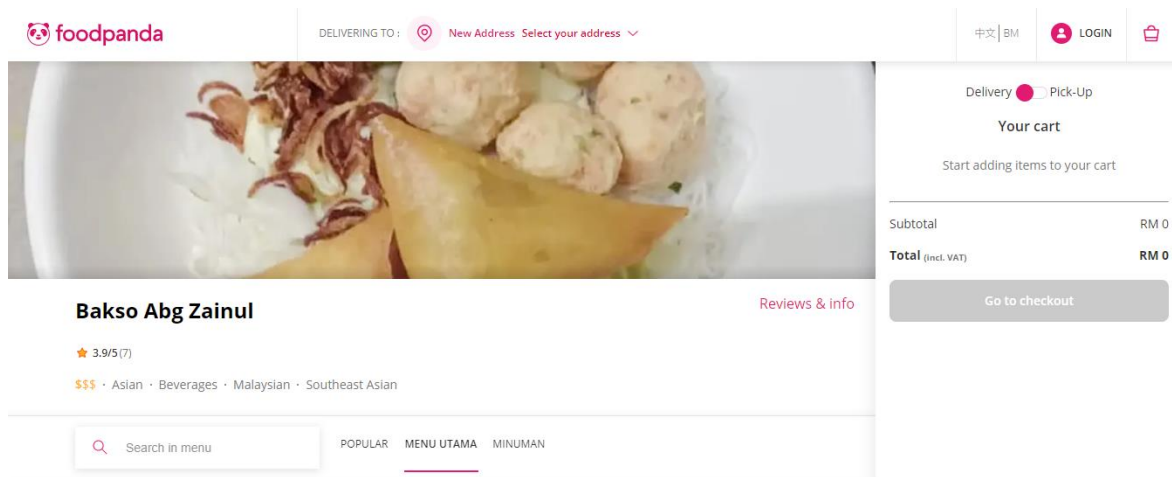 foodpanda
DELIVERING TO : New Address Select your address
中文 | BM
LOGIN
Delivery Pick-Up
Your cart
Start adding items to your cart
Subtotal RM 0
Total (incl. VAT) RM 0
Go to checkout
Bakso Abg Zainul
Reviews & info
3.9/5 (7)
$$$ · Asian · Beverages · Malaysian · Southeast Asian
Search in menu
POPULAR MENU UTAMA MINUMAN